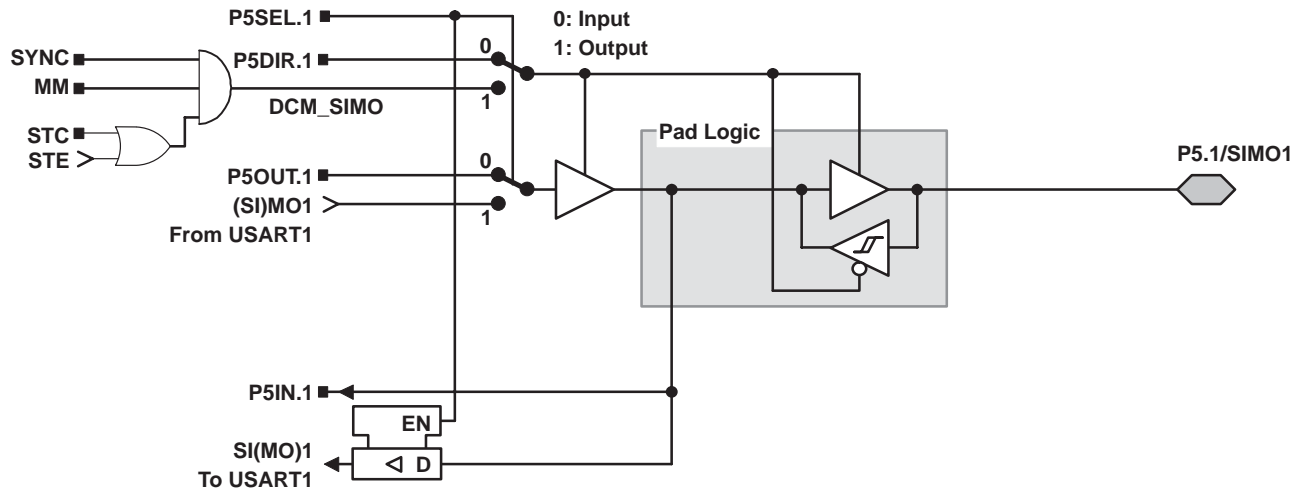 P5SEL.1
0: Input
1: Output
SYNC
P5DIR.1
0
MM
1
DCM_SIMO
STC
STE
Pad Logic
P5.1/SIMO1
P5OUT.1
0
(SI)MO1
1
From USART1
P5IN.1
EN
SI(MO)1
D
To USART1